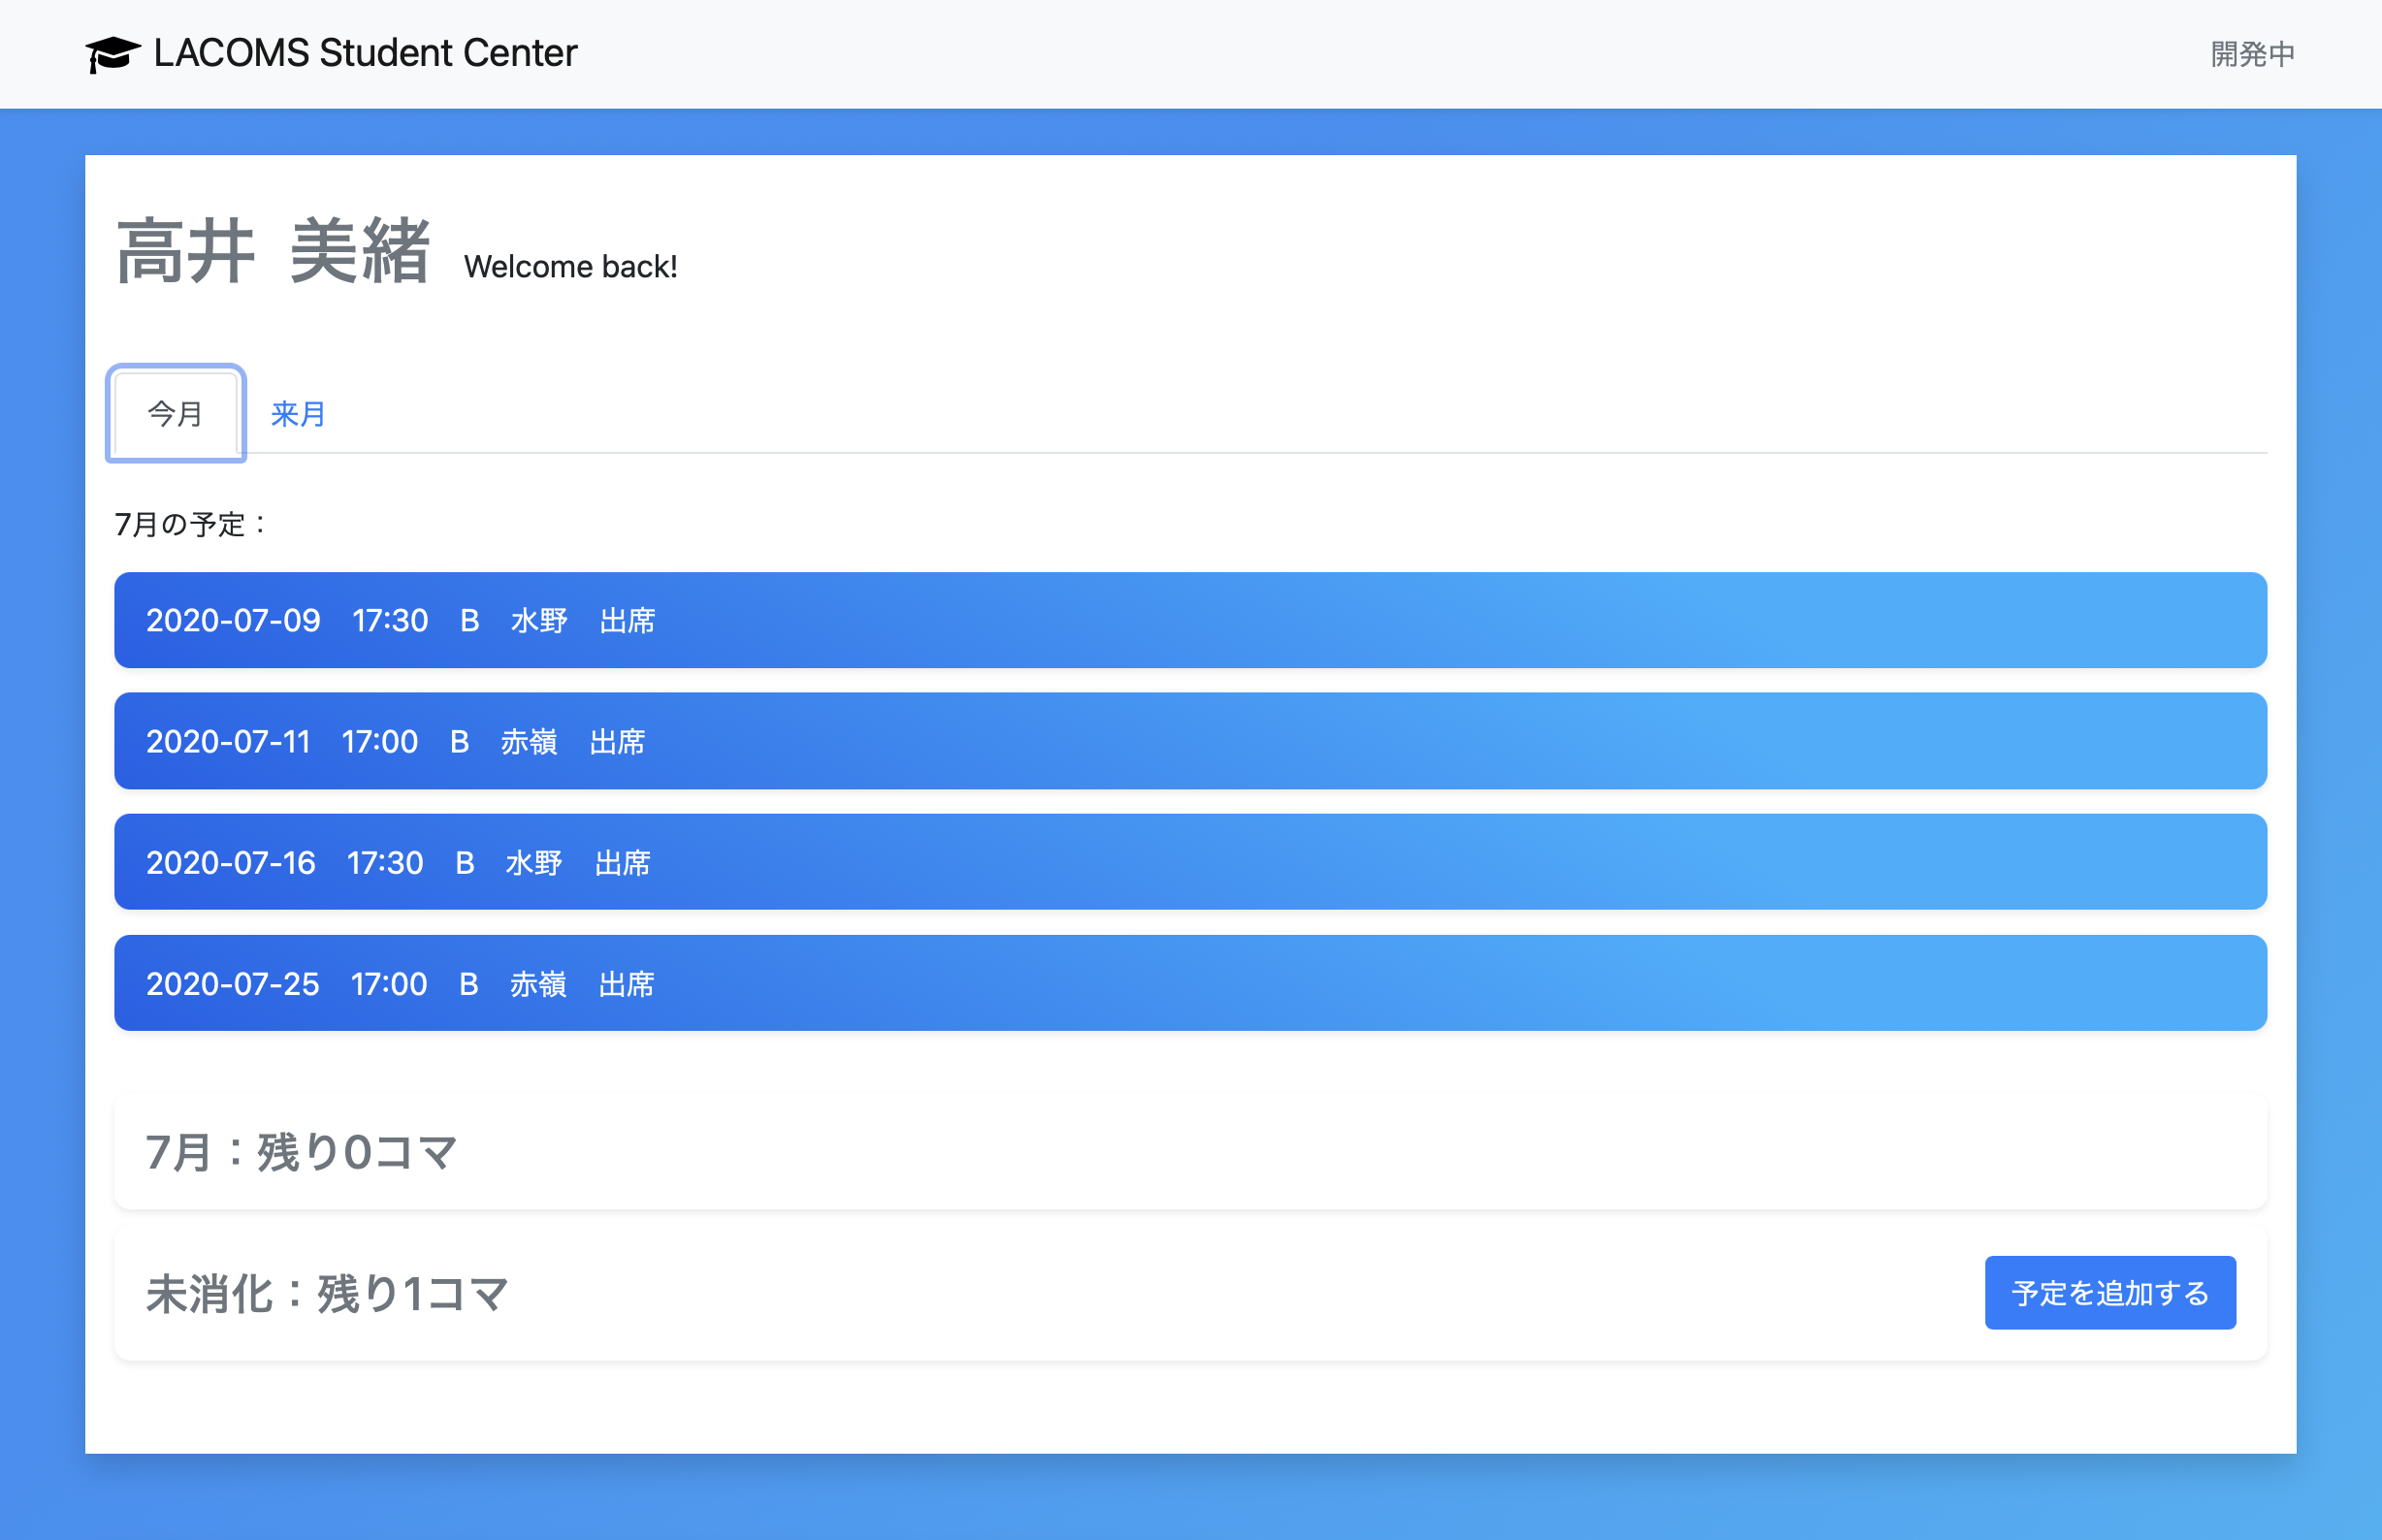 LACOMS Student Center
開発中
高井 美緒 Welcome back!
今月 来月
7月の予定：
2020-07-09 17:30 B 水野 出席
2020-07-11 17:00 B 赤嶺 出席
2020-07-16 17:30 B 水野 出席
2020-07-25 17:00 B 赤嶺 出席
7月：残り0コマ
未消化：残り1コマ
予定を追加する